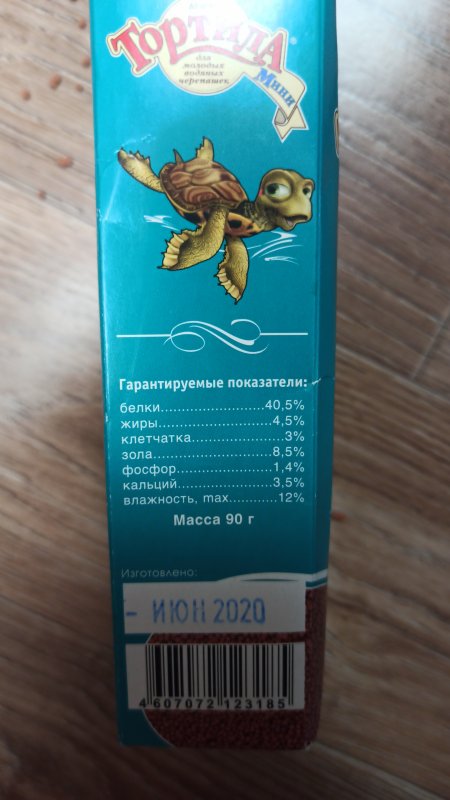 ТОРТИЛА
для
молодых
водяных
черепашек
Мини
Гарантируемые показатели:
белки.......................40,5%
жиры.........................4,5%
клетчатка....................3%
зола.........................8,5%
фосфор.......................1,4%
кальций......................3,5%
влажность, max............12%
Масса 90 г
Изготовлено:
- ИЮН 2020
4 607072 123185